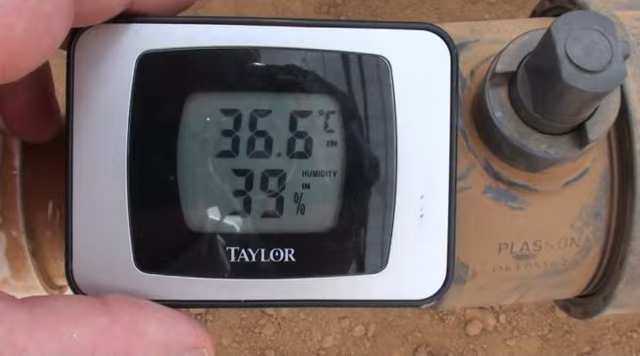 36.6°C
IN
HUMIDITY
IN
39%
TAYLOR
PLASSON